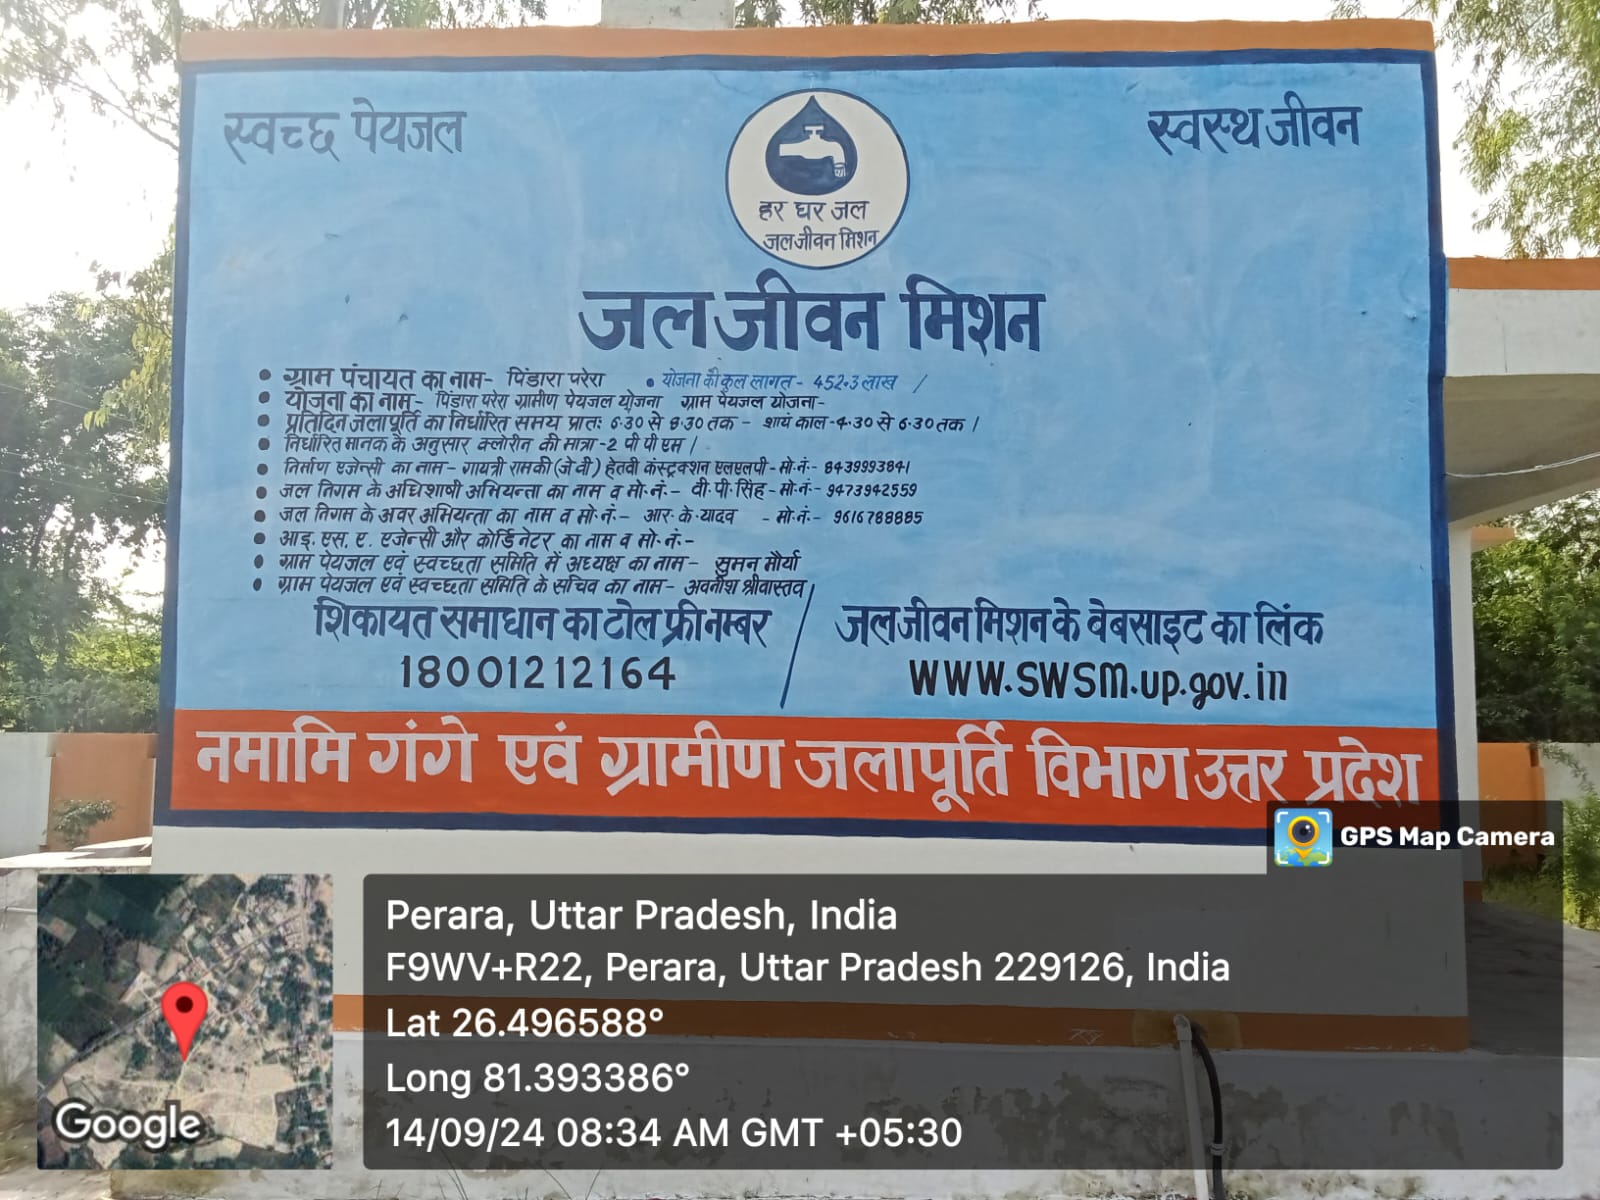 स्वच्छ पेयजल
स्वस्थ जीवन
हर घर जल
जल जीवन मिशन
जल जीवन मिशन
• ग्राम पंचायत का नाम- पिंडारा परेरा • योजना की कुल लागत- 452.3 लाख /
• योजना का नाम- पिंडारा परेरा ग्रामीण पेयजल योजना ग्राम पेयजल योजना-
• प्रतिदिन जलापूर्ति का निर्धारित समय प्रातः 6.30 से 8.30 तक - शायं काल-4.30 से 6.30 तक।
• निर्धारित मानक के अनुसार क्लोरीन की मात्रा-2 पी पी एम।
• निर्माण एजेन्सी का नाम- गायत्री रामकी (जे वी) हेतवी कंस्ट्रक्शन एलएलपी-मो.नं.- 8439993841
• जल निगम के अधिशाषी अभियन्ता का नाम व मो.नं.- वी.पी.सिंह-मो.नं.- 9473942559
• जल निगम के अवर अभियन्ता का नाम व मो.नं.- आर.के.यादव - मो.नं.- 9616788885
• आई.एस.ए. एजेन्सी और कोर्डिनेटर का नाम व मो.नं.-
• ग्राम पेयजल एवं स्वच्छता समिति में अध्यक्ष का नाम- सुमन मौर्या
• ग्राम पेयजल एवं स्वच्छता समिति के सचिव का नाम- अवनीश श्रीवास्तव
शिकायत समाधान का टोल फ्री नम्बर
18001212164
जल जीवन मिशन के वेबसाइट का लिंक
www.swsm.up.gov.in
नमामि गंगे एवं ग्रामीण जलापूर्ति विभाग उत्तर प्रदेश
GPS Map Camera
Perara, Uttar Pradesh, India
F9WV+R22, Perara, Uttar Pradesh 229126, India
Lat 26.496588°
Long 81.393386°
14/09/24 08:34 AM GMT +05:30
Google